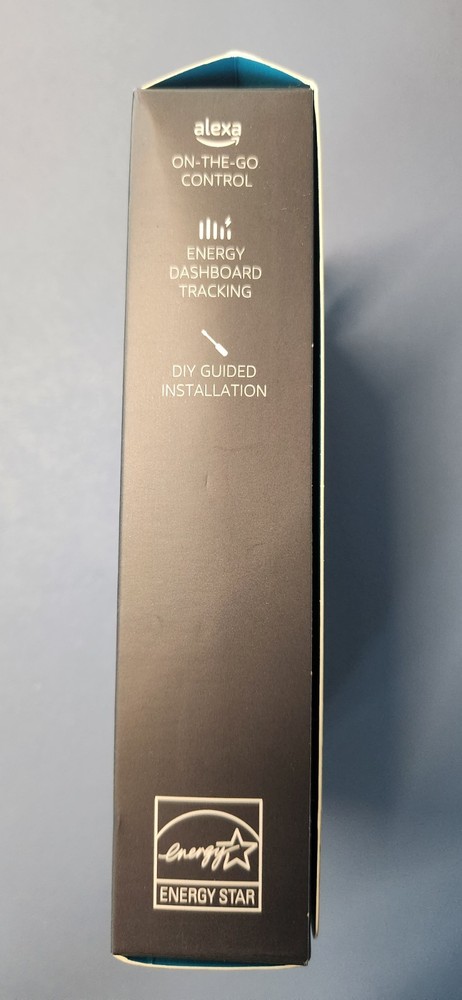 alexa
ON-THE-GO
CONTROL
ENERGY
DASHBOARD
TRACKING
DIY GUIDED
INSTALLATION
energy
ENERGY STAR